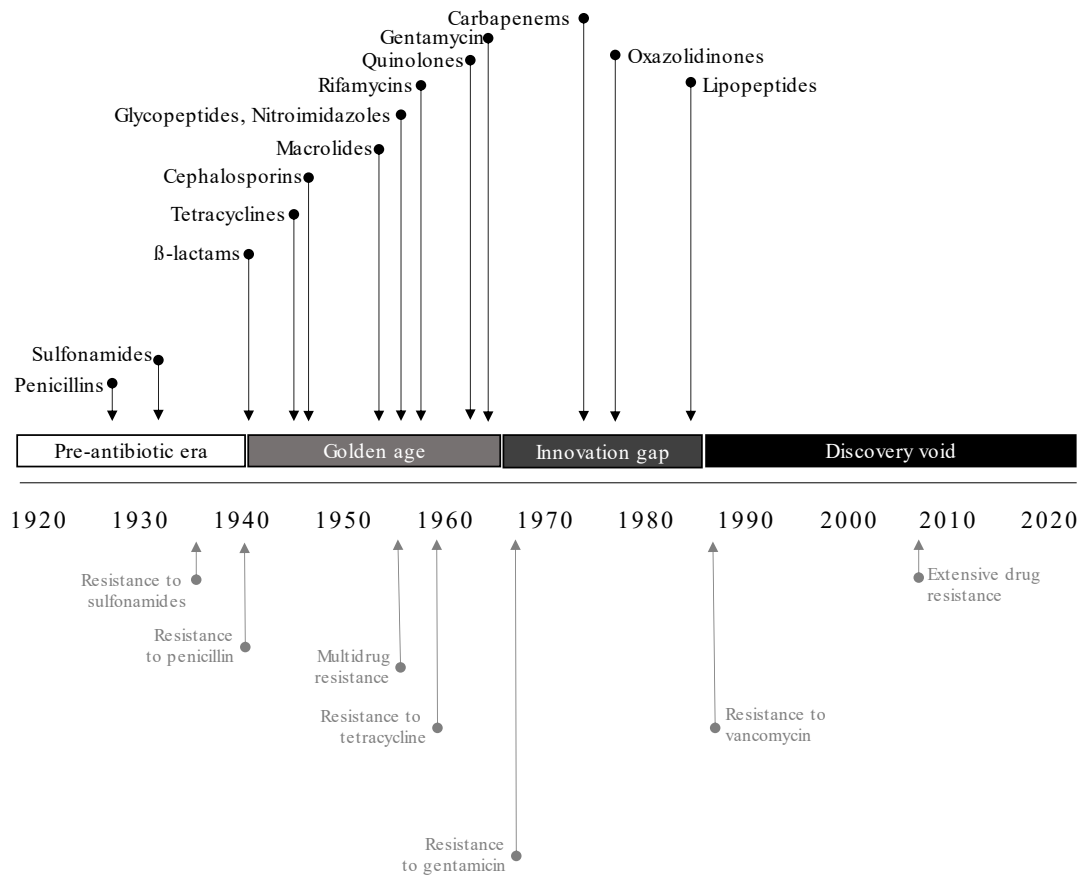 Carbapenems
Gentamycin
Quinolones
Oxazolidinones
Rifamycins
Lipopeptides
Glycopeptides, Nitroimidazoles
Macrolides
Cephalosporins
Tetracyclines
ß-lactams
Sulfonamides
Penicillins
Pre-antibiotic era
Golden age
Innovation gap
Discovery void
1920 1930 1940 1950 1960 1970 1980 1990 2000 2010 2020
Resistance to
sulfonamides
Extensive drug
resistance
Resistance
to penicillin
Multidrug
resistance
Resistance to
tetracycline
Resistance to
vancomycin
Resistance
to gentamicin